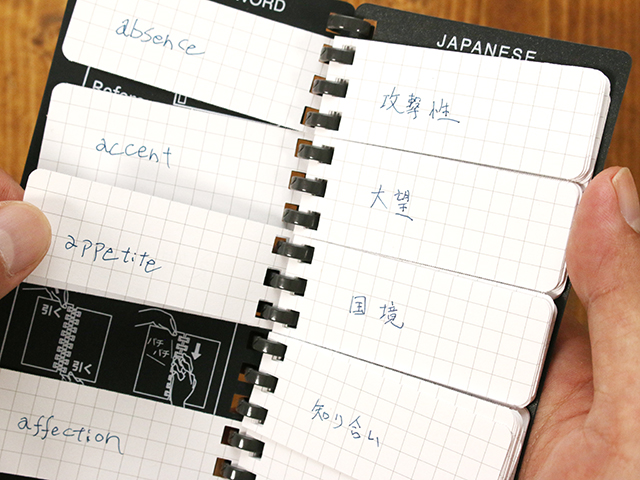 WORD
JAPANESE
absence
攻撃性
accent
大望
appetite
国境
引く
引く
パチ
パチ
affection
知り合い